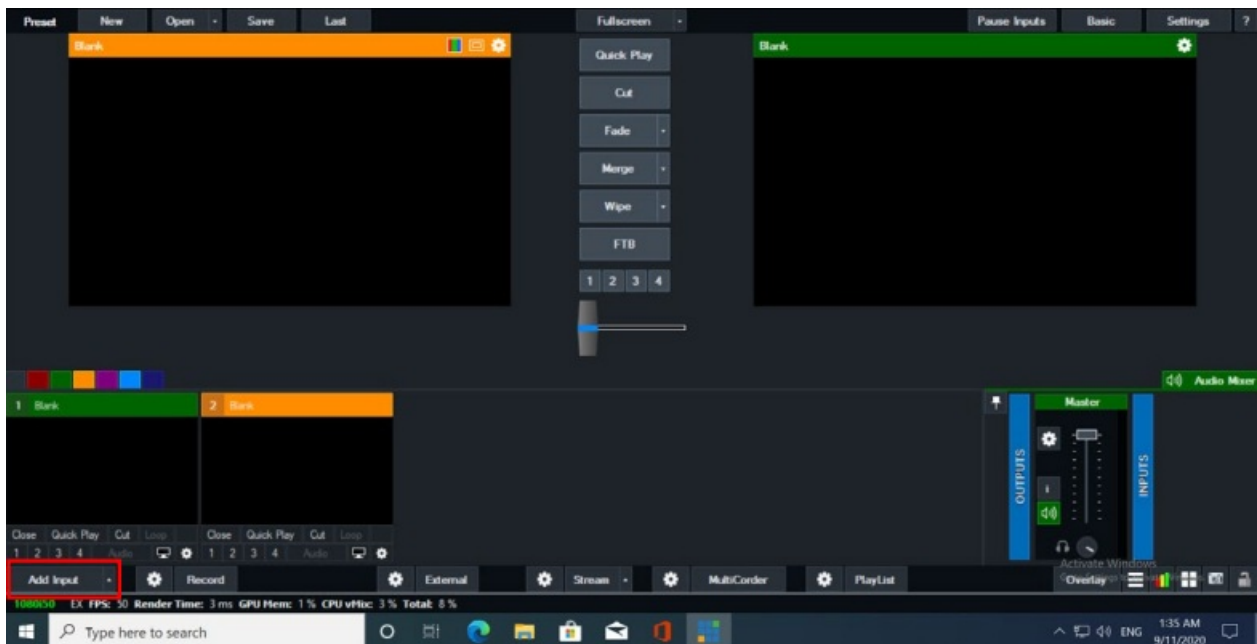 Preset New Open Save Last Fullscreen Pause Inputs Basic Settings ?
Blank
Blank
Quick Play
Cut
Fade
Merge
Wipe
FTB
1 2 3 4
Audio Mixer
1 Blank 2 Blank
Master
OUTPUTS
INPUTS
Close Quick Play Cut Loop Close Quick Play Cut Loop
1 2 3 4 Audio 1 2 3 4 Audio
Activate Windows
Add Input Record External Stream MultiCorder PlayList Overlay
1080i50 EX FPS: 50 Render Time: 3 ms GPU Mem: 1 % CPU vMix: 3 % Total: 8 %
Type here to search ENG 1:35 AM
9/11/2020